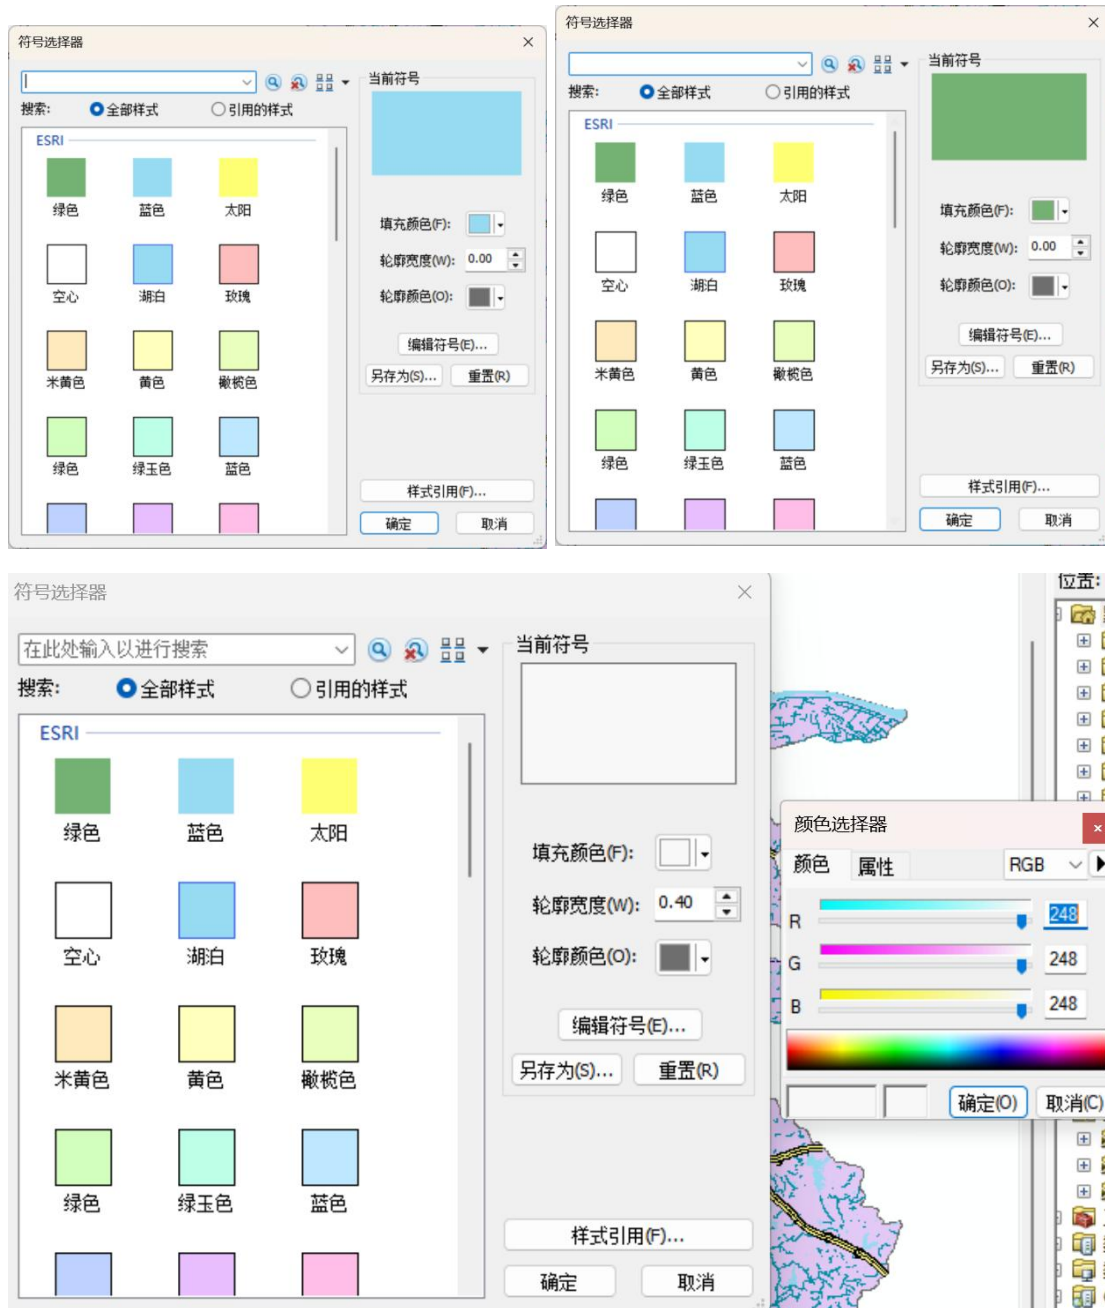 符号选择器
搜索:
全部样式
引用的样式
ESRI
绿色 蓝色 太阳
空心 湖泊 玫瑰
米黄色 黄色 橄榄色
绿色 绿玉色 蓝色
当前符号
填充颜色(F):
轮廓宽度(W): 0.00
轮廓颜色(O):
编辑符号(E)...
另存为(S)... 重置(R)
样式引用(F)...
确定 取消
符号选择器
搜索:
全部样式
引用的样式
ESRI
绿色 蓝色 太阳
空心 湖泊 玫瑰
米黄色 黄色 橄榄色
绿色 绿玉色 蓝色
当前符号
填充颜色(F):
轮廓宽度(W): 0.00
轮廓颜色(O):
编辑符号(E)...
另存为(S)... 重置(R)
样式引用(F)...
确定 取消
符号选择器
在此处输入以进行搜索
搜索:
全部样式
引用的样式
ESRI
绿色 蓝色 太阳
空心 湖泊 玫瑰
米黄色 黄色 橄榄色
绿色 绿玉色 蓝色
当前符号
填充颜色(F):
轮廓宽度(W): 0.40
轮廓颜色(O):
编辑符号(E)...
另存为(S)... 重置(R)
样式引用(F)...
确定 取消
位置:
颜色选择器
颜色 属性 RGB
R 248
G 248
B 248
确定(O) 取消(C)